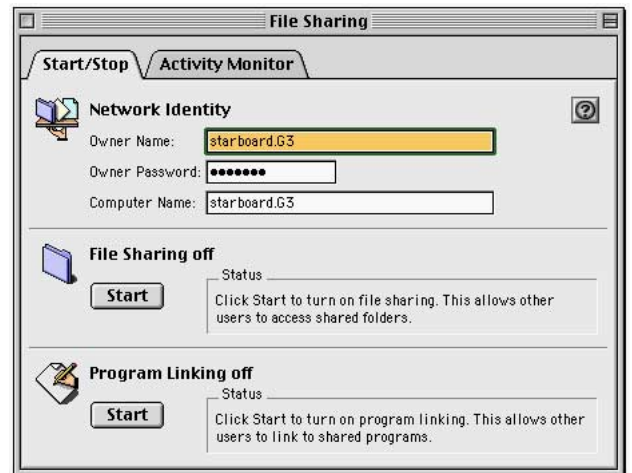 File Sharing
Start/Stop
Activity Monitor
Network Identity
?
Owner Name:
starboard.G3
Owner Password:
•••••••
Computer Name:
starboard.G3
File Sharing off
Start
Status
Click Start to turn on file sharing. This allows other
users to access shared folders.
Program Linking off
Start
Status
Click Start to turn on program linking. This allows other
users to link to shared programs.